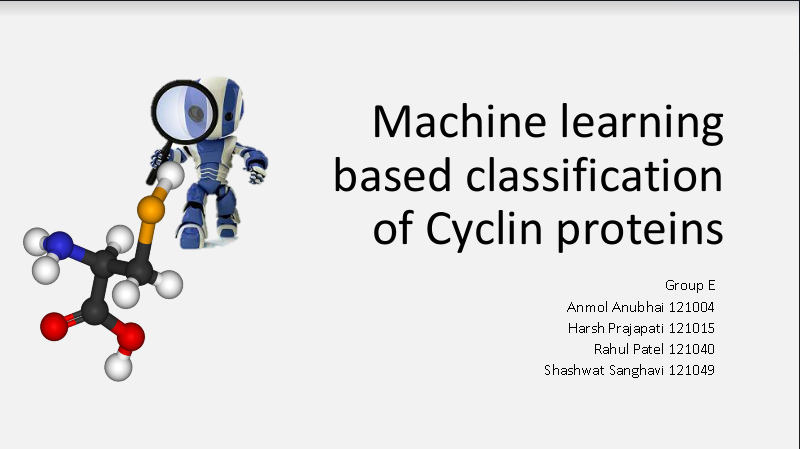 Machine learning
based classification
of Cyclin proteins
Group E
Anmol Anubhai 121004
Harsh Prajapati 121015
Rahul Patel 121040
Shashwat Sanghavi 121049